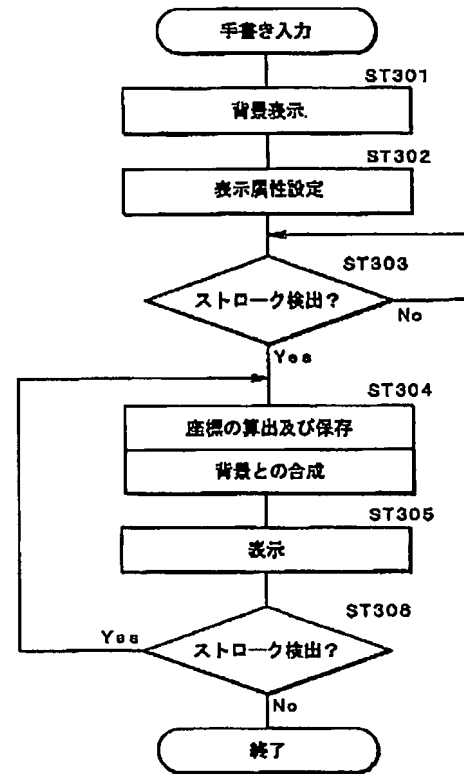 手書き入力
ST301
背景表示.
ST302
表示属性設定
ST303
ストローク検出?
No
Yes
ST304
座標の算出及び保存
背景との合成
ST305
表示
ST306
Yes
ストローク検出?
No
終了